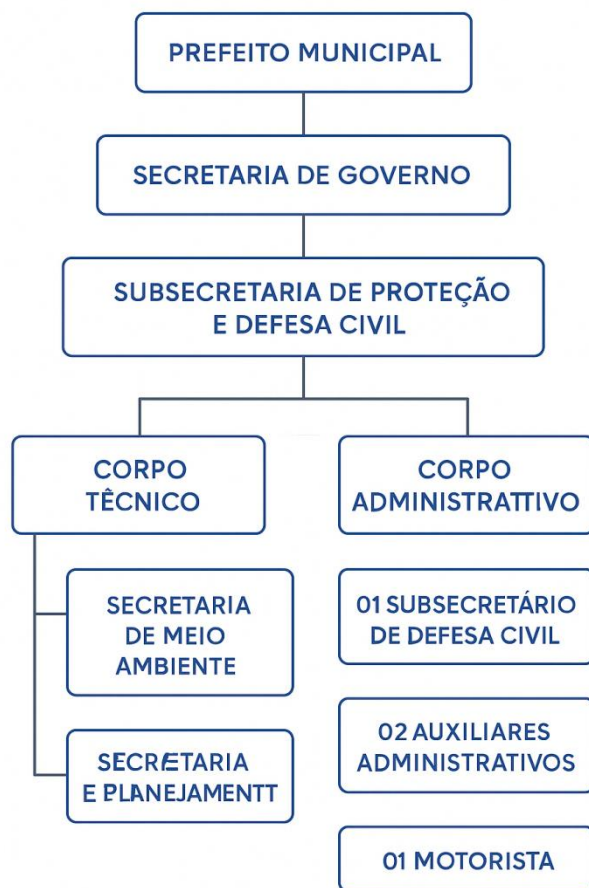 PREFEITO MUNICIPAL
SECRETARIA DE GOVERNO
SUBSECRETARIA DE PROTEÇÃO
E DEFESA CIVIL
CORPO
TÊCNICO
SECRETARIA
DE MEIO
AMBIENTE
SECRETARIA
E PLANEJAMENTT
CORPO
ADMINISTRATTIVO
01 SUBSECRETÁRIO
DE DEFESA CIVIL
02 AUXILIARES
ADMINISTRATIVOS
01 MOTORISTA